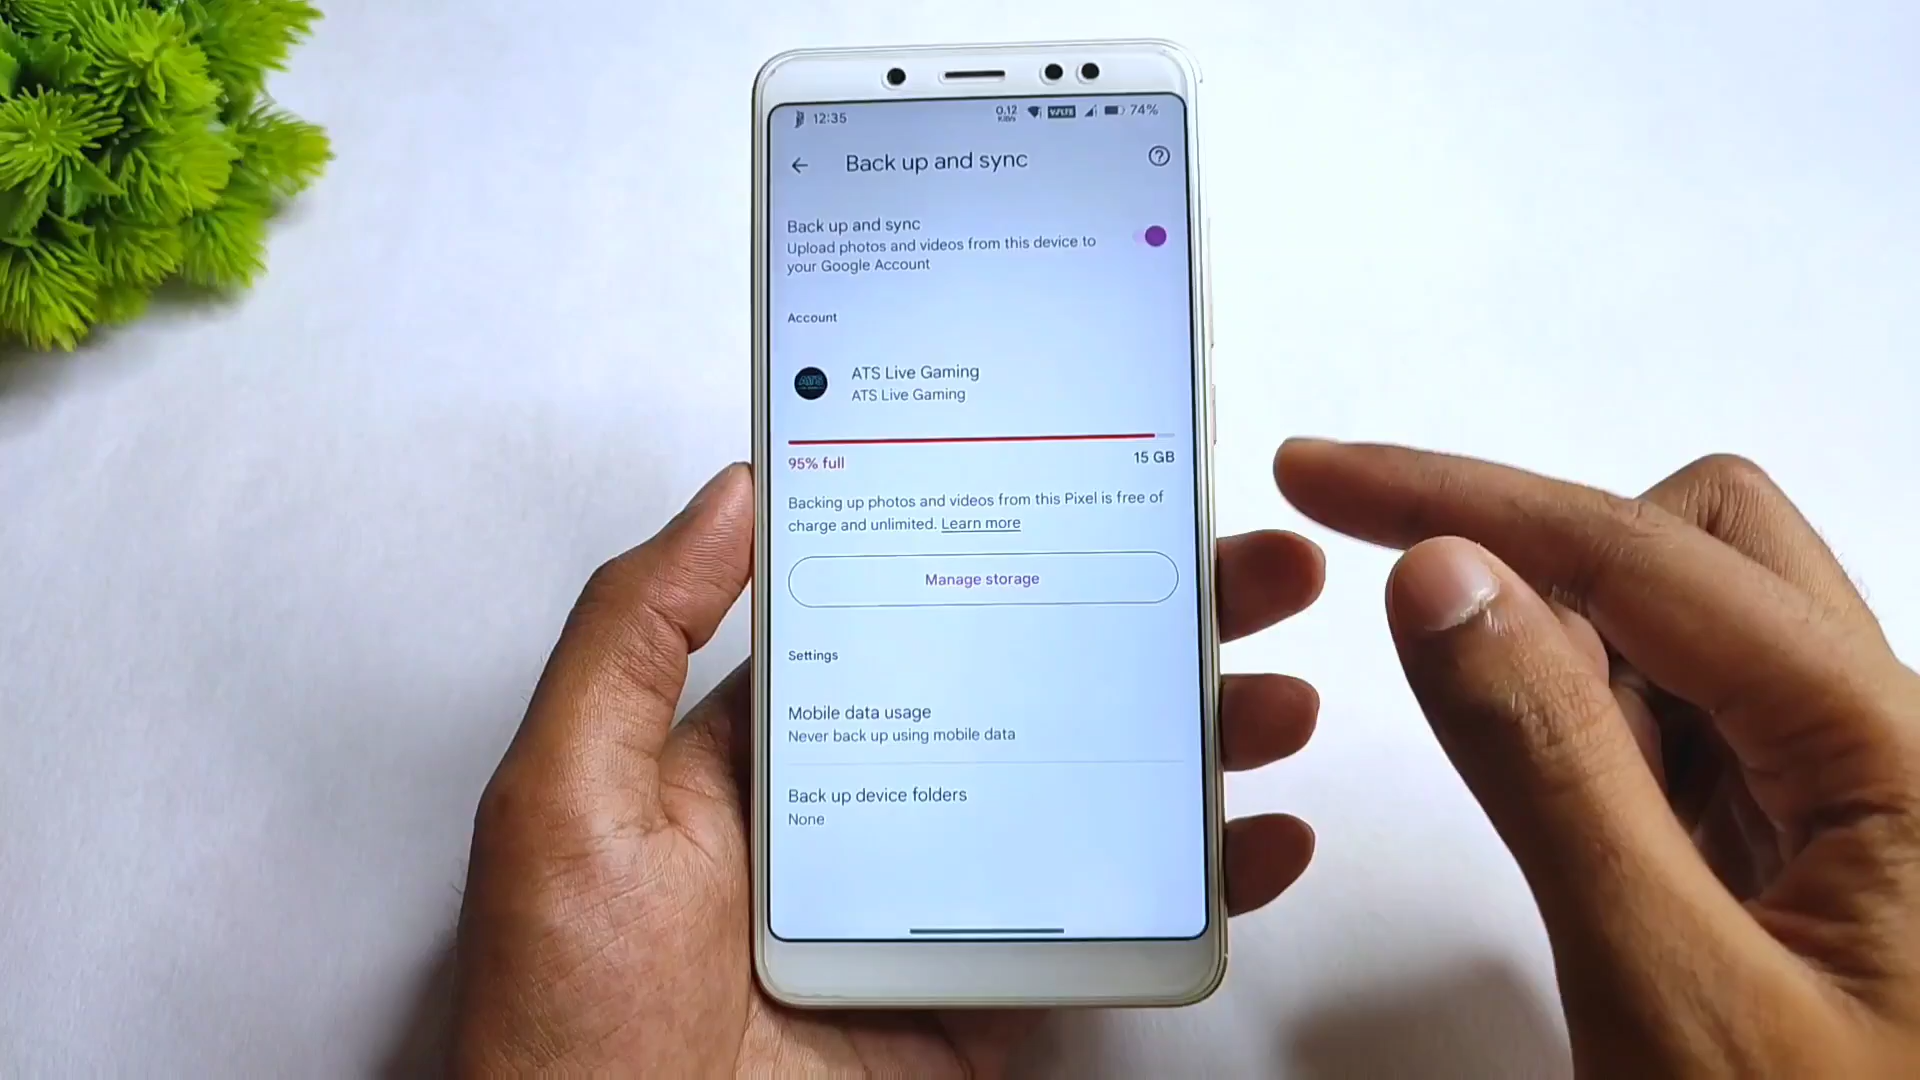 12:35
0.12
KiB/s
VoLTE
74%
Back up and sync
Back up and sync
Upload photos and videos from this device to
your Google Account
Account
ATS
ATS Live Gaming
ATS Live Gaming
95% full
15 GB
Backing up photos and videos from this Pixel is free of
charge and unlimited. Learn more
Manage storage
Settings
Mobile data usage
Never back up using mobile data
Back up device folders
None